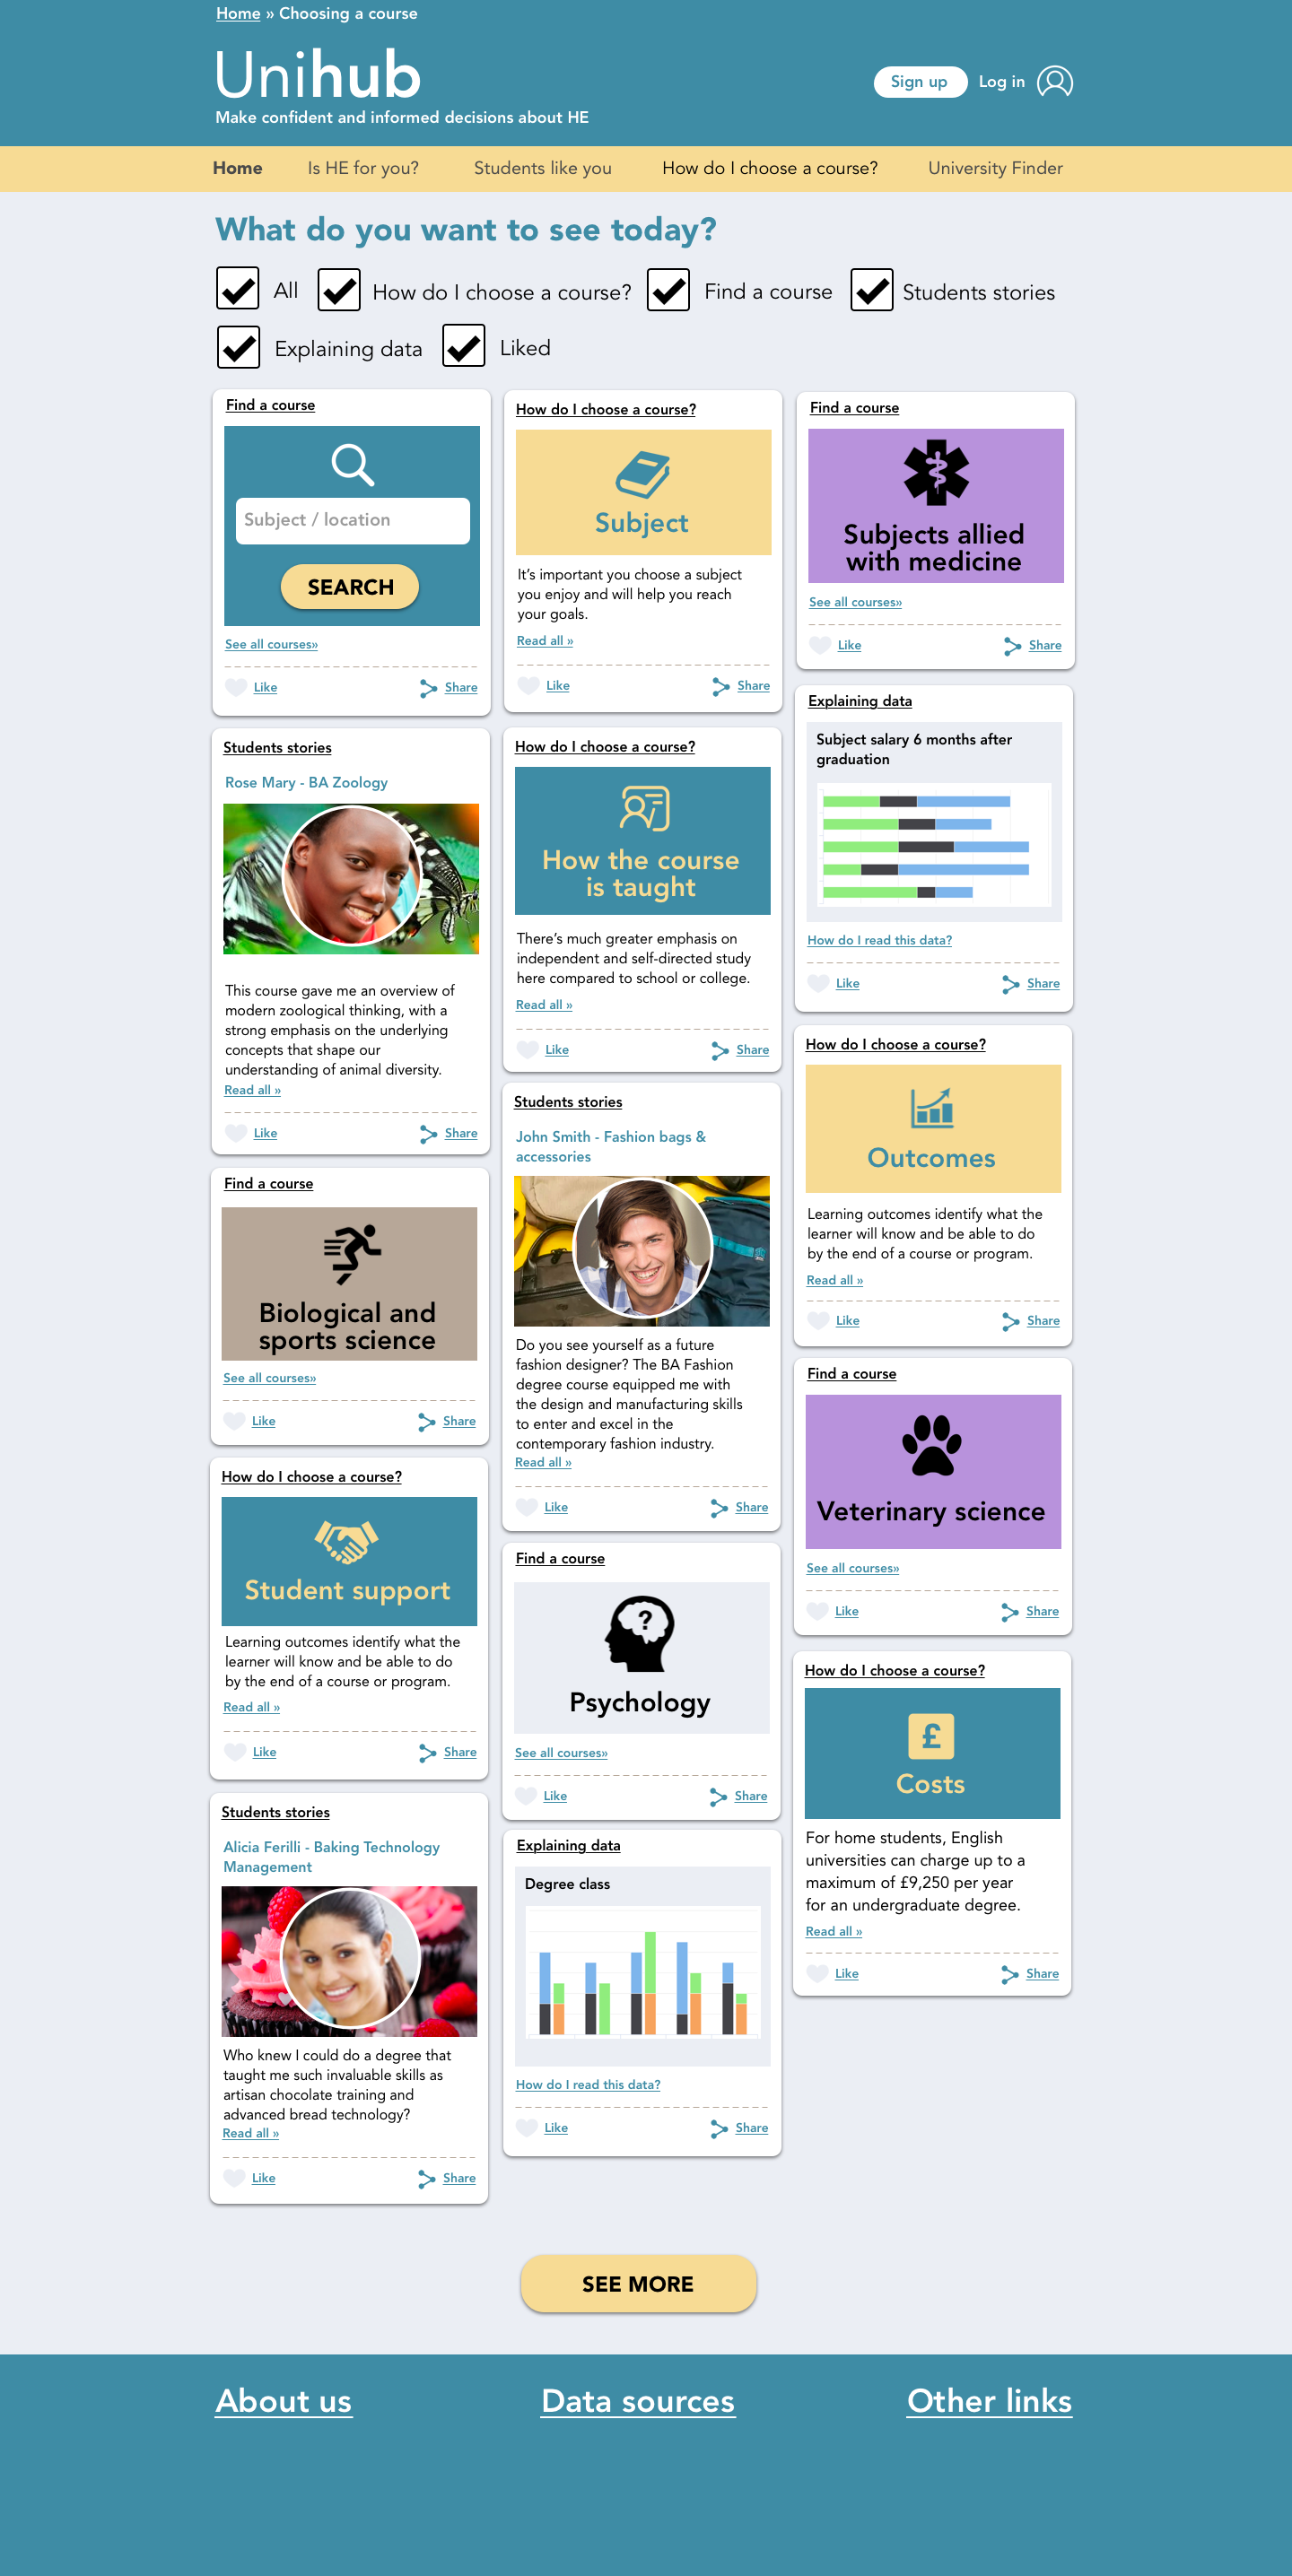 Home » Choosing a course
Unihub
Make confident and informed decisions about HE
Sign up
Log in
Home
Is HE for you?
Students like you
How do I choose a course?
University Finder
What do you want to see today?
All
How do I choose a course?
Find a course
Students stories
Explaining data
Liked
Find a course
Subject / location
SEARCH
See all courses»
Like
Share
Students stories
Rose Mary - BA Zoology
This course gave me an overview of
modern zoological thinking, with a
strong emphasis on the underlying
concepts that shape our
understanding of animal diversity.
Read all »
Like
Share
Find a course
Biological and
sports science
See all courses»
Like
Share
How do I choose a course?
Student support
Learning outcomes identify what the
learner will know and be able to do
by the end of a course or program.
Read all »
Like
Share
Students stories
Alicia Ferilli - Baking Technology
Management
Who knew I could do a degree that
taught me such invaluable skills as
artisan chocolate training and
advanced bread technology?
Read all »
Like
Share
How do I choose a course?
Subject
It's important you choose a subject
you enjoy and will help you reach
your goals.
Read all »
Like
Share
How do I choose a course?
How the course
is taught
There's much greater emphasis on
independent and self-directed study
here compared to school or college.
Read all »
Like
Share
Students stories
John Smith - Fashion bags &
accessories
Do you see yourself as a future
fashion designer? The BA Fashion
degree course equipped me with
the design and manufacturing skills
to enter and excel in the
contemporary fashion industry.
Read all »
Like
Share
Find a course
?
Psychology
See all courses»
Like
Share
Explaining data
Degree class
How do I read this data?
Like
Share
Find a course
Subjects allied
with medicine
See all courses»
Like
Share
Explaining data
Subject salary 6 months after
graduation
How do I read this data?
Like
Share
How do I choose a course?
Outcomes
Learning outcomes identify what the
learner will know and be able to do
by the end of a course or program.
Read all »
Like
Share
Find a course
Veterinary science
See all courses»
Like
Share
How do I choose a course?
£
Costs
For home students, English
universities can charge up to a
maximum of £9,250 per year
for an undergraduate degree.
Read all »
Like
Share
SEE MORE
About us
Data sources
Other links